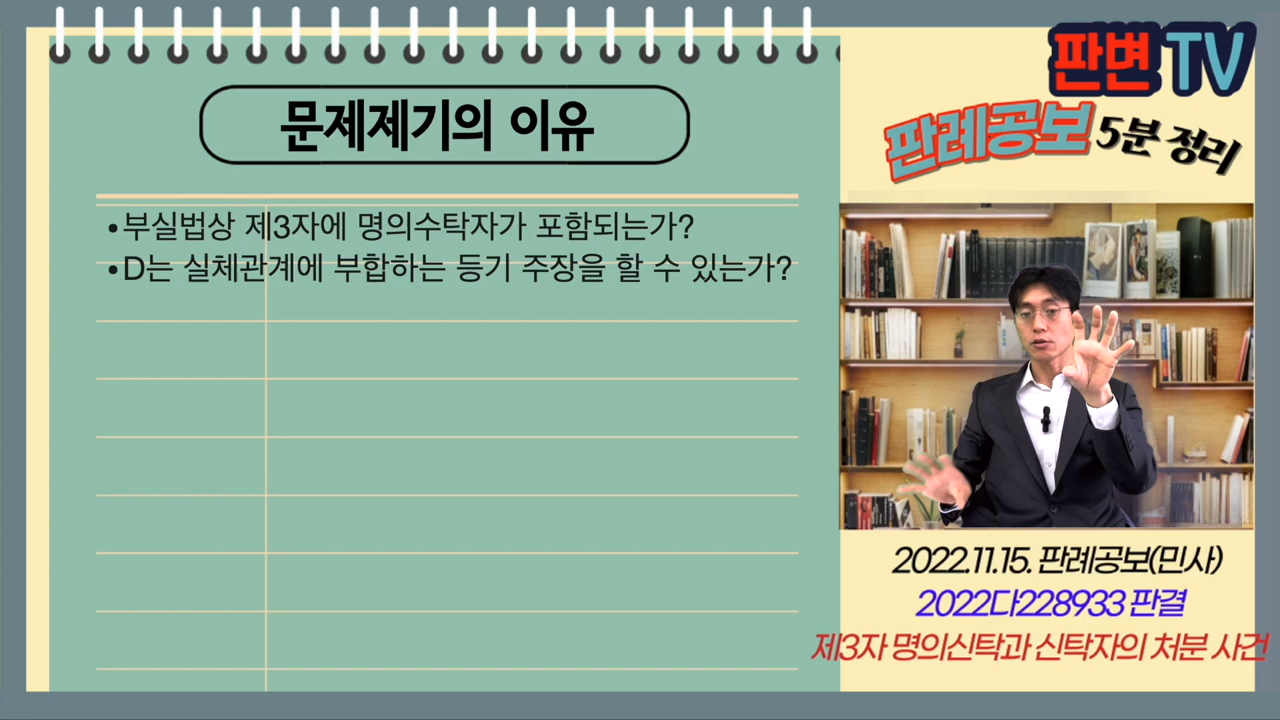 문제제기의 이유
•부실법상 제3자에 명의수탁자가 포함되는가?
•D는 실체관계에 부합하는 등기 주장을 할 수 있는가?
판변 TV
판례공보 5분 정리
2022.11.15. 판례공보(민사)
2022다228933 판결
제3자 명의신탁과 신탁자의 처분 사건